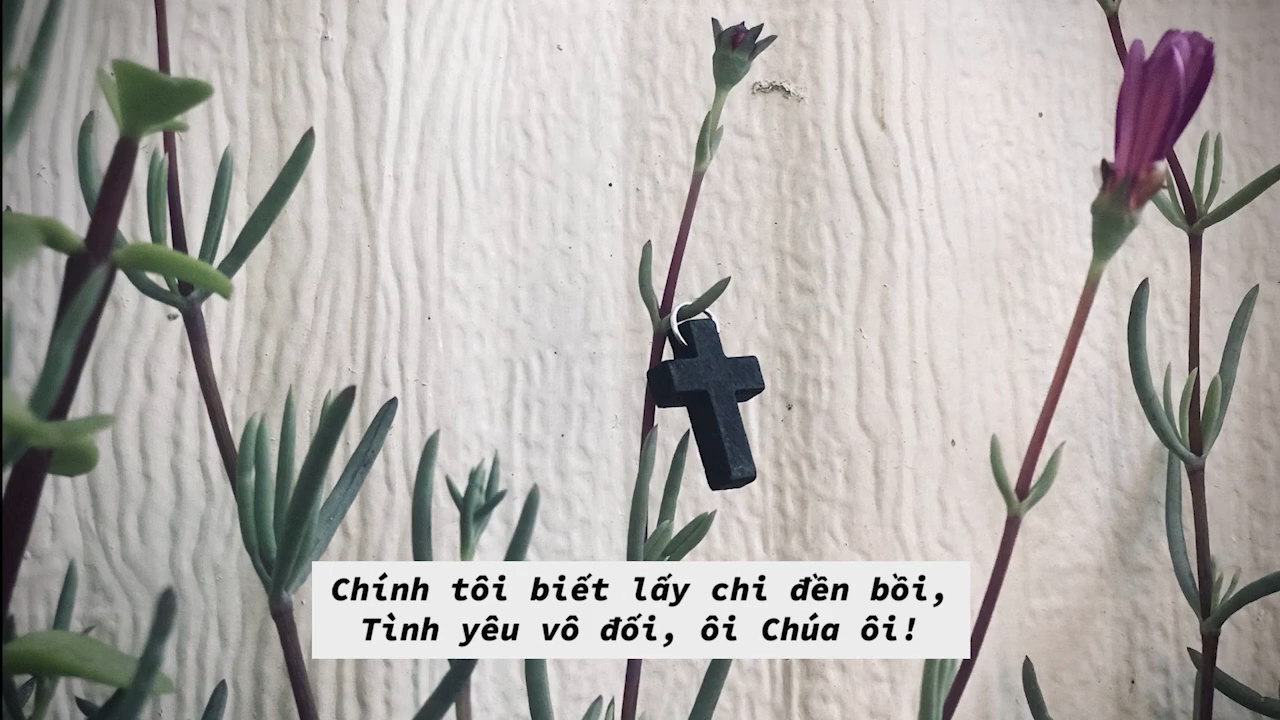 Chính tôi biết lấy chi đền bồi,
Tình yêu vô đối, ôi Chúa ôi!